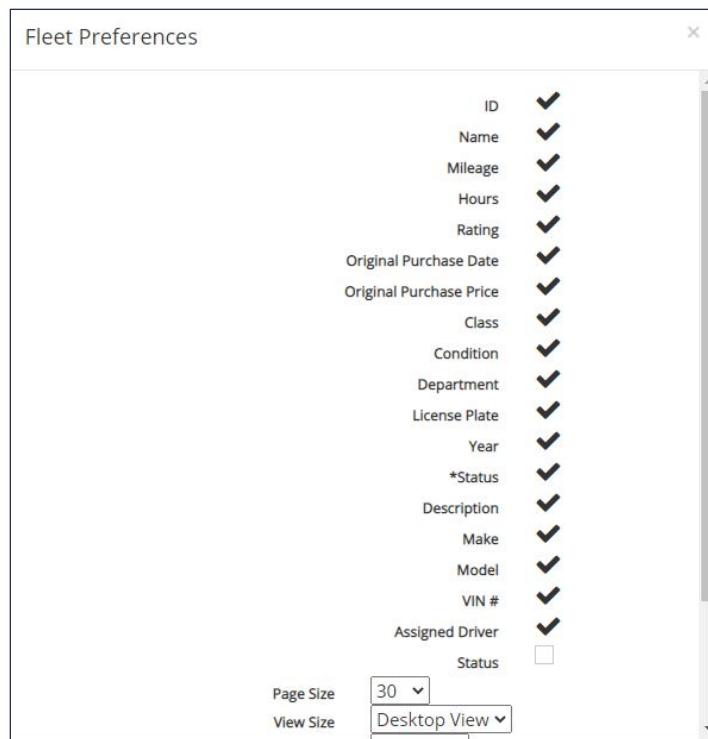 Fleet Preferences ×
ID
Name
Mileage
Hours
Rating
Original Purchase Date
Original Purchase Price
Class
Condition
Department
License Plate
Year
*Status
Description
Make
Model
VIN #
Assigned Driver
Status
Page Size 30
View Size Desktop View